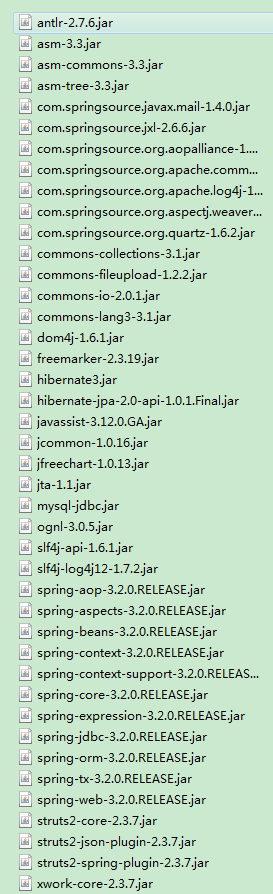 antlr-2.7.6.jar
asm-3.3.jar
asm-commons-3.3.jar
asm-tree-3.3.jar
com.springsource.javax.mail-1.4.0.jar
com.springsource.jxl-2.6.6.jar
com.springsource.org.aopalliance-1....
com.springsource.org.apache.comm...
com.springsource.org.apache.log4j-1...
com.springsource.org.aspectj.weaver...
com.springsource.org.quartz-1.6.2.jar
commons-collections-3.1.jar
commons-fileupload-1.2.2.jar
commons-io-2.0.1.jar
commons-lang3-3.1.jar
dom4j-1.6.1.jar
freemarker-2.3.19.jar
hibernate3.jar
hibernate-jpa-2.0-api-1.0.1.Final.jar
javassist-3.12.0.GA.jar
jcommon-1.0.16.jar
jfreechart-1.0.13.jar
jta-1.1.jar
mysql-jdbc.jar
ognl-3.0.5.jar
slf4j-api-1.6.1.jar
slf4j-log4j12-1.7.2.jar
spring-aop-3.2.0.RELEASE.jar
spring-aspects-3.2.0.RELEASE.jar
spring-beans-3.2.0.RELEASE.jar
spring-context-3.2.0.RELEASE.jar
spring-context-support-3.2.0.RELEAS...
spring-core-3.2.0.RELEASE.jar
spring-expression-3.2.0.RELEASE.jar
spring-jdbc-3.2.0.RELEASE.jar
spring-orm-3.2.0.RELEASE.jar
spring-tx-3.2.0.RELEASE.jar
spring-web-3.2.0.RELEASE.jar
struts2-core-2.3.7.jar
struts2-json-plugin-2.3.7.jar
struts2-spring-plugin-2.3.7.jar
xwork-core-2.3.7.jar